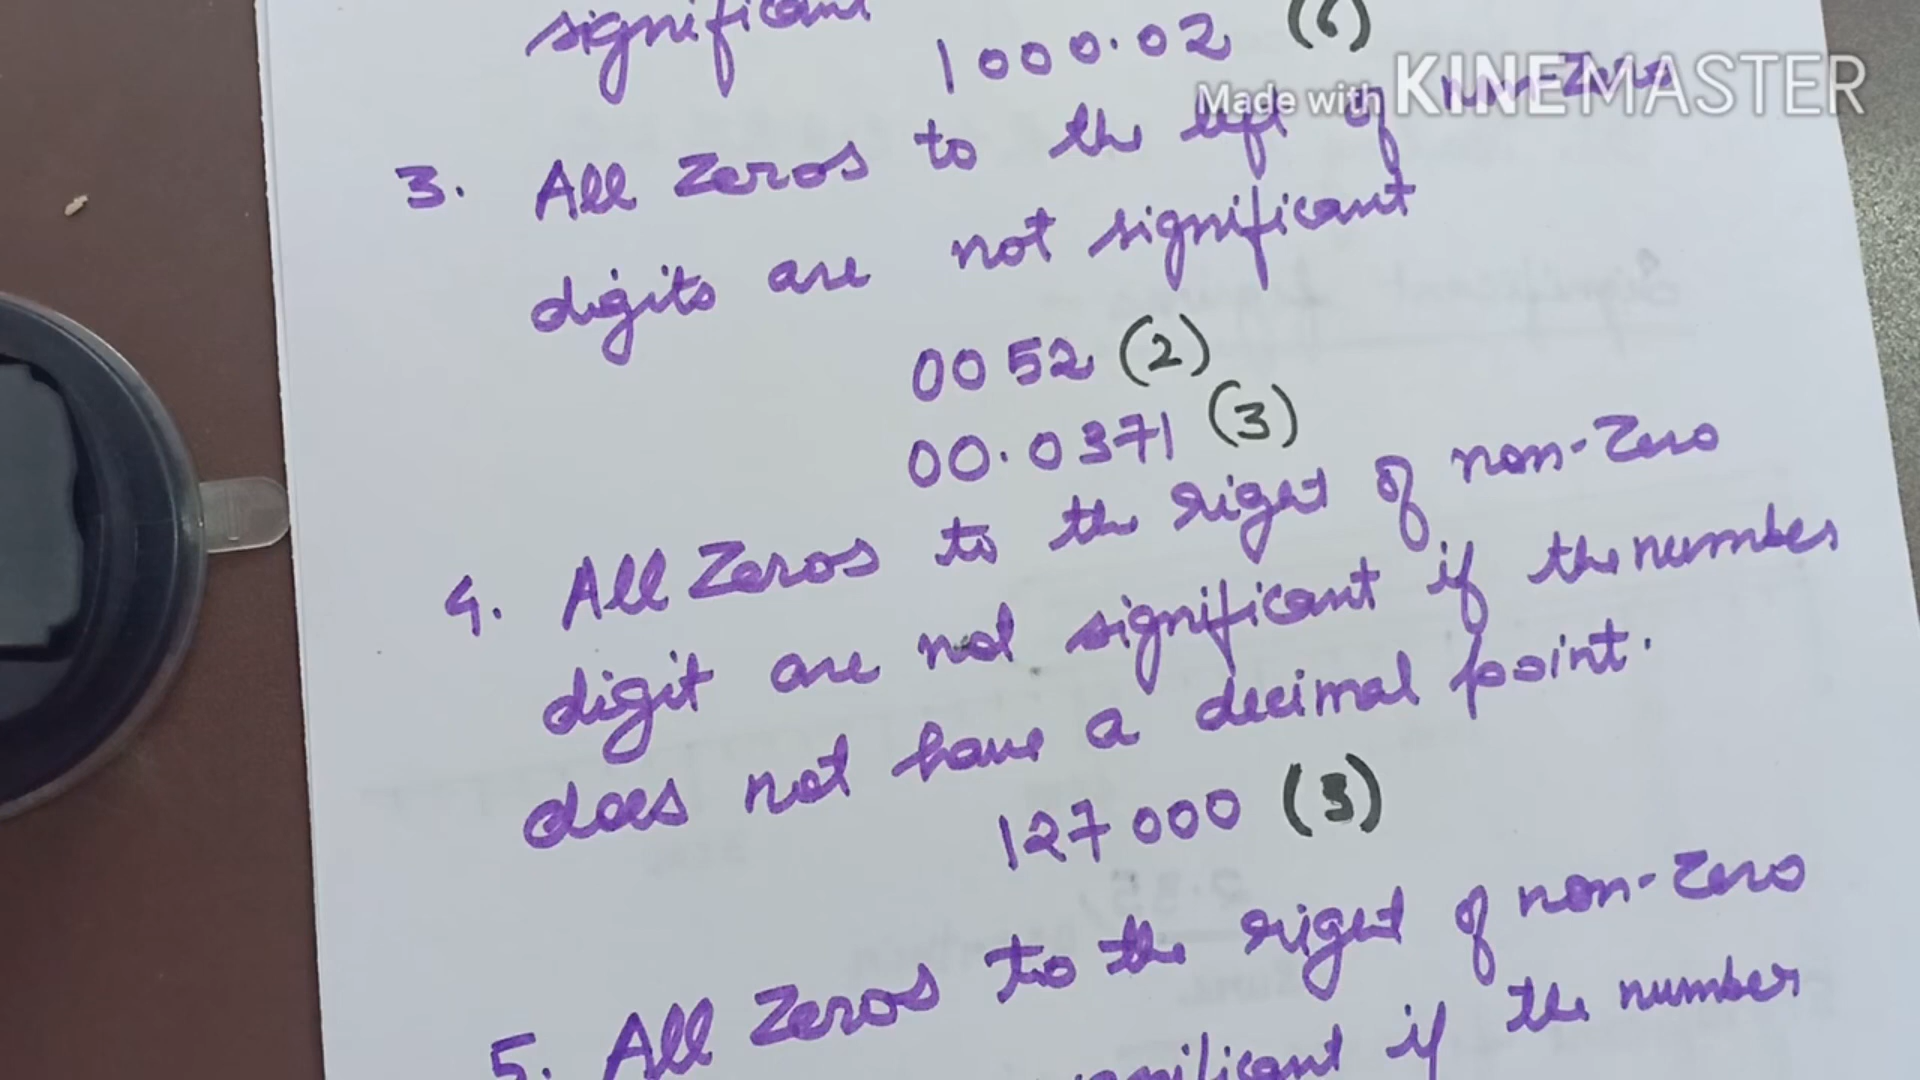 significant
1000.02 (6)
Made with KINEMASTER
3. All Zeros to the left of non-Zero
digits are not significant
0052 (2)
00.0371 (3)
4. All Zeros to the right of non-Zero
digit are not significant if the number
does not have a decimal point.
127000 (3)
5. All Zeros to the right of non-Zero
significant if the number